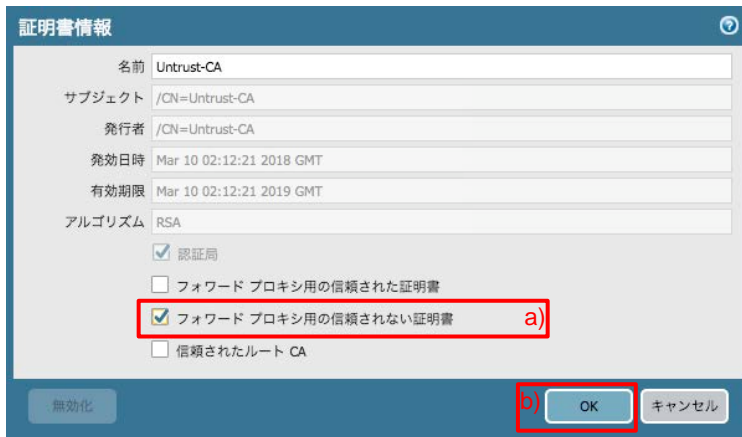 証明書情報
名前 Untrust-CA
サブジェクト /CN=Untrust-CA
発行者 /CN=Untrust-CA
発効日時 Mar 10 02:12:21 2018 GMT
有効期限 Mar 10 02:12:21 2019 GMT
アルゴリズム RSA
認証局
フォワード プロキシ用の信頼された証明書
フォワード プロキシ用の信頼されない証明書 a)
信頼されたルート CA
無効化 b) OK キャンセル